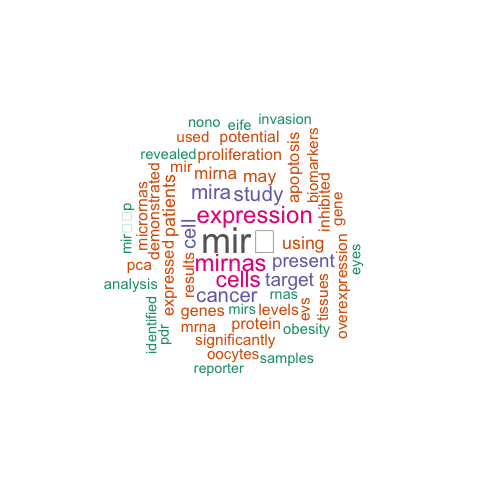 nono
eife
invasion
used
potential
revealed
proliferation
mir
mirna
may
apoptosis
biomarkers
demonstrated
micrornas
patients
mira
study
inhibited
gene
mir□□p
cell
expression
mir□
using
pca
expressed
results
mirnas
present
eyes
analysis
cells
target
tissues
overexpression
cancer
rnas
evs
identified
pdr
genes
mirs
levels
mrna
protein
obesity
significantly
oocytes
samples
reporter